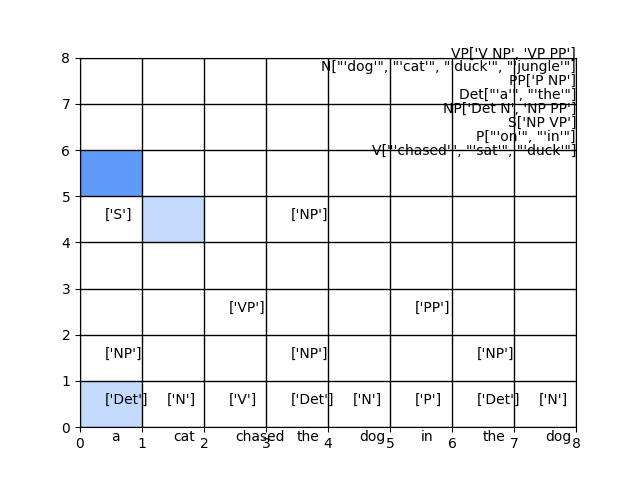 VP['V NP', 'VP PP']
8
N["'dog'", "'cat'", "'duck'", "'jungle'"]
PP['P NP']
Det["'a'", "'the'"]
7
NP['Det N', 'NP PP']
S['NP VP']
P["'on'", "'in'"]
6
V["'chased'", "'sat'", "'duck'"]
5
['S'] ['NP']
4
3
['VP'] ['PP']
2
['NP'] ['NP'] ['NP']
1
['Det'] ['N'] ['V'] ['Det'] ['N'] ['P'] ['Det'] ['N']
0
a cat chased the dog in the dog
0 1 2 3 4 5 6 7 8